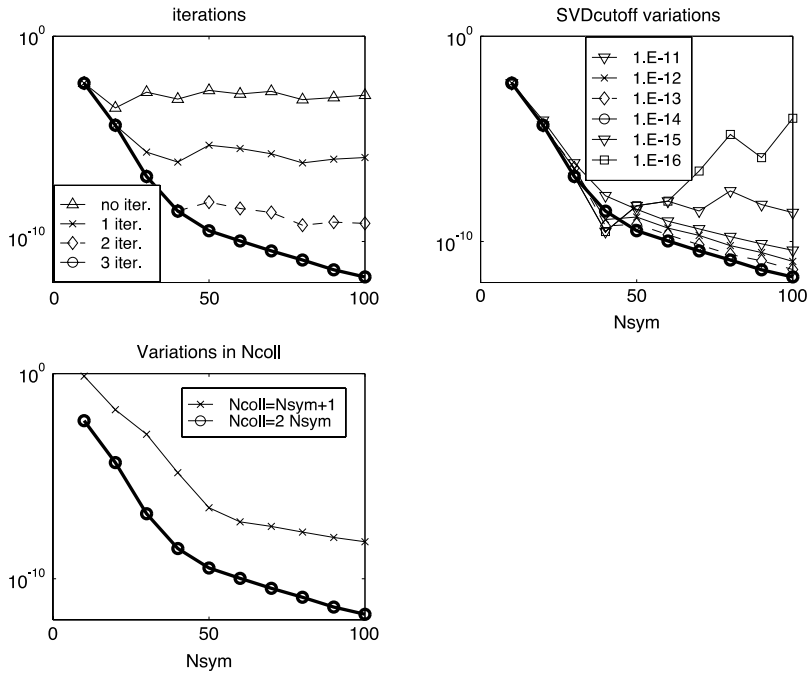 iterations
10^0
10^-10
no iter.
1 iter.
2 iter.
3 iter.
0
50
100
SVDcutoff variations
10^0
10^-10
1.E-11
1.E-12
1.E-13
1.E-14
1.E-15
1.E-16
0
50
100
Nsym
Variations in Ncoll
10^0
10^-10
Ncoll=Nsym+1
Ncoll=2 Nsym
0
50
100
Nsym